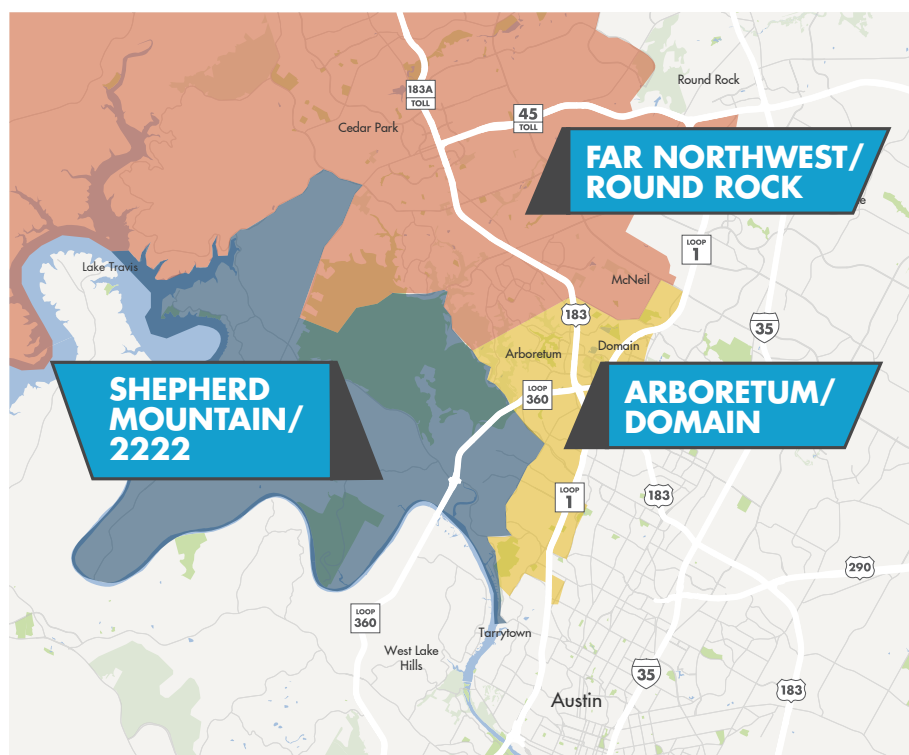 Round Rock
183A
TOLL
45
TOLL
Cedar Park
FAR NORTHWEST/
ROUND ROCK
LOOP
1
Lake Travis
McNeil
183
35
Arboretum
Domain
LOOP
360
SHEPHERD
MOUNTAIN/
2222
ARBORETUM/
DOMAIN
LOOP
1
183
290
LOOP
360
Tarrytown
West Lake
Hills
35
183
Austin